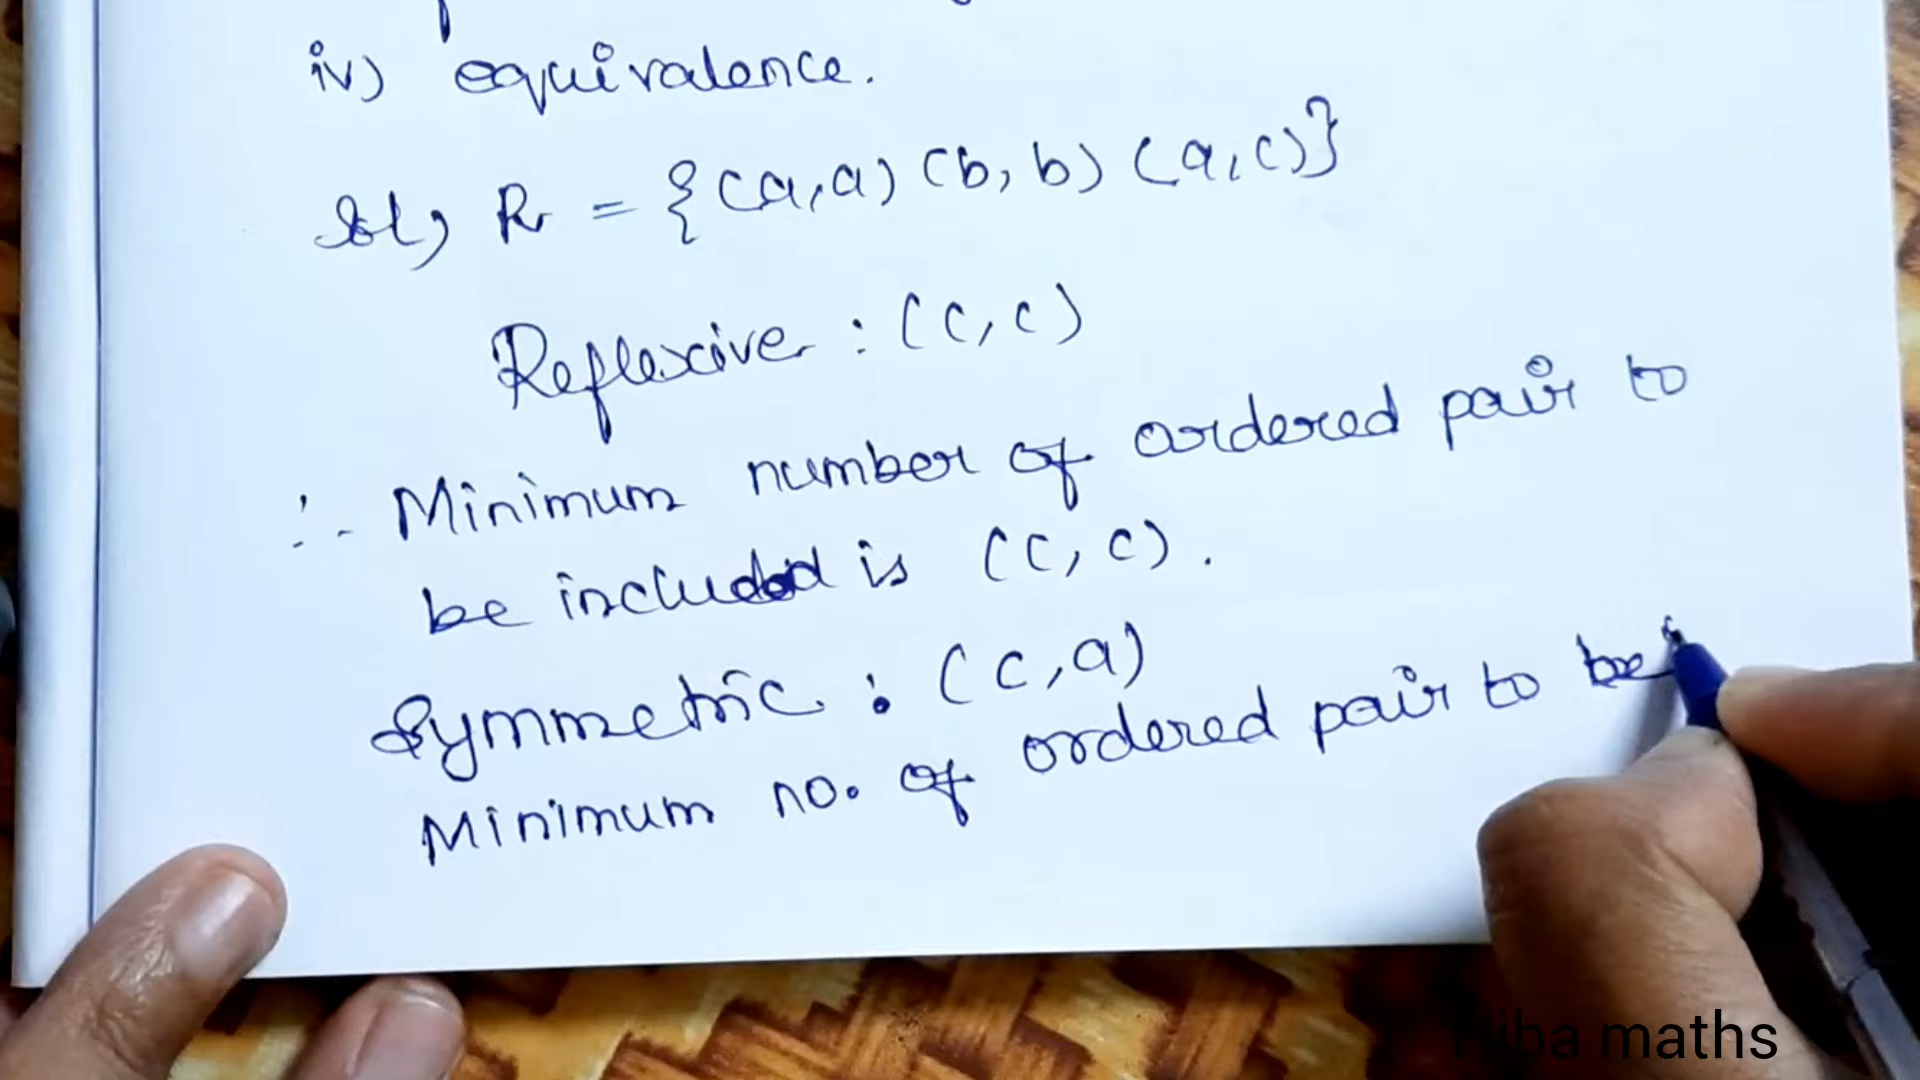 iv) equivalence.
Sol, R = {(a,a) (b,b) (a,c)}
Reflexive : (c,c)
∴ Minimum number of ordered pair to
be included is (c,c).
Symmetric : (c,a)
Minimum no. of ordered pair to be
maths